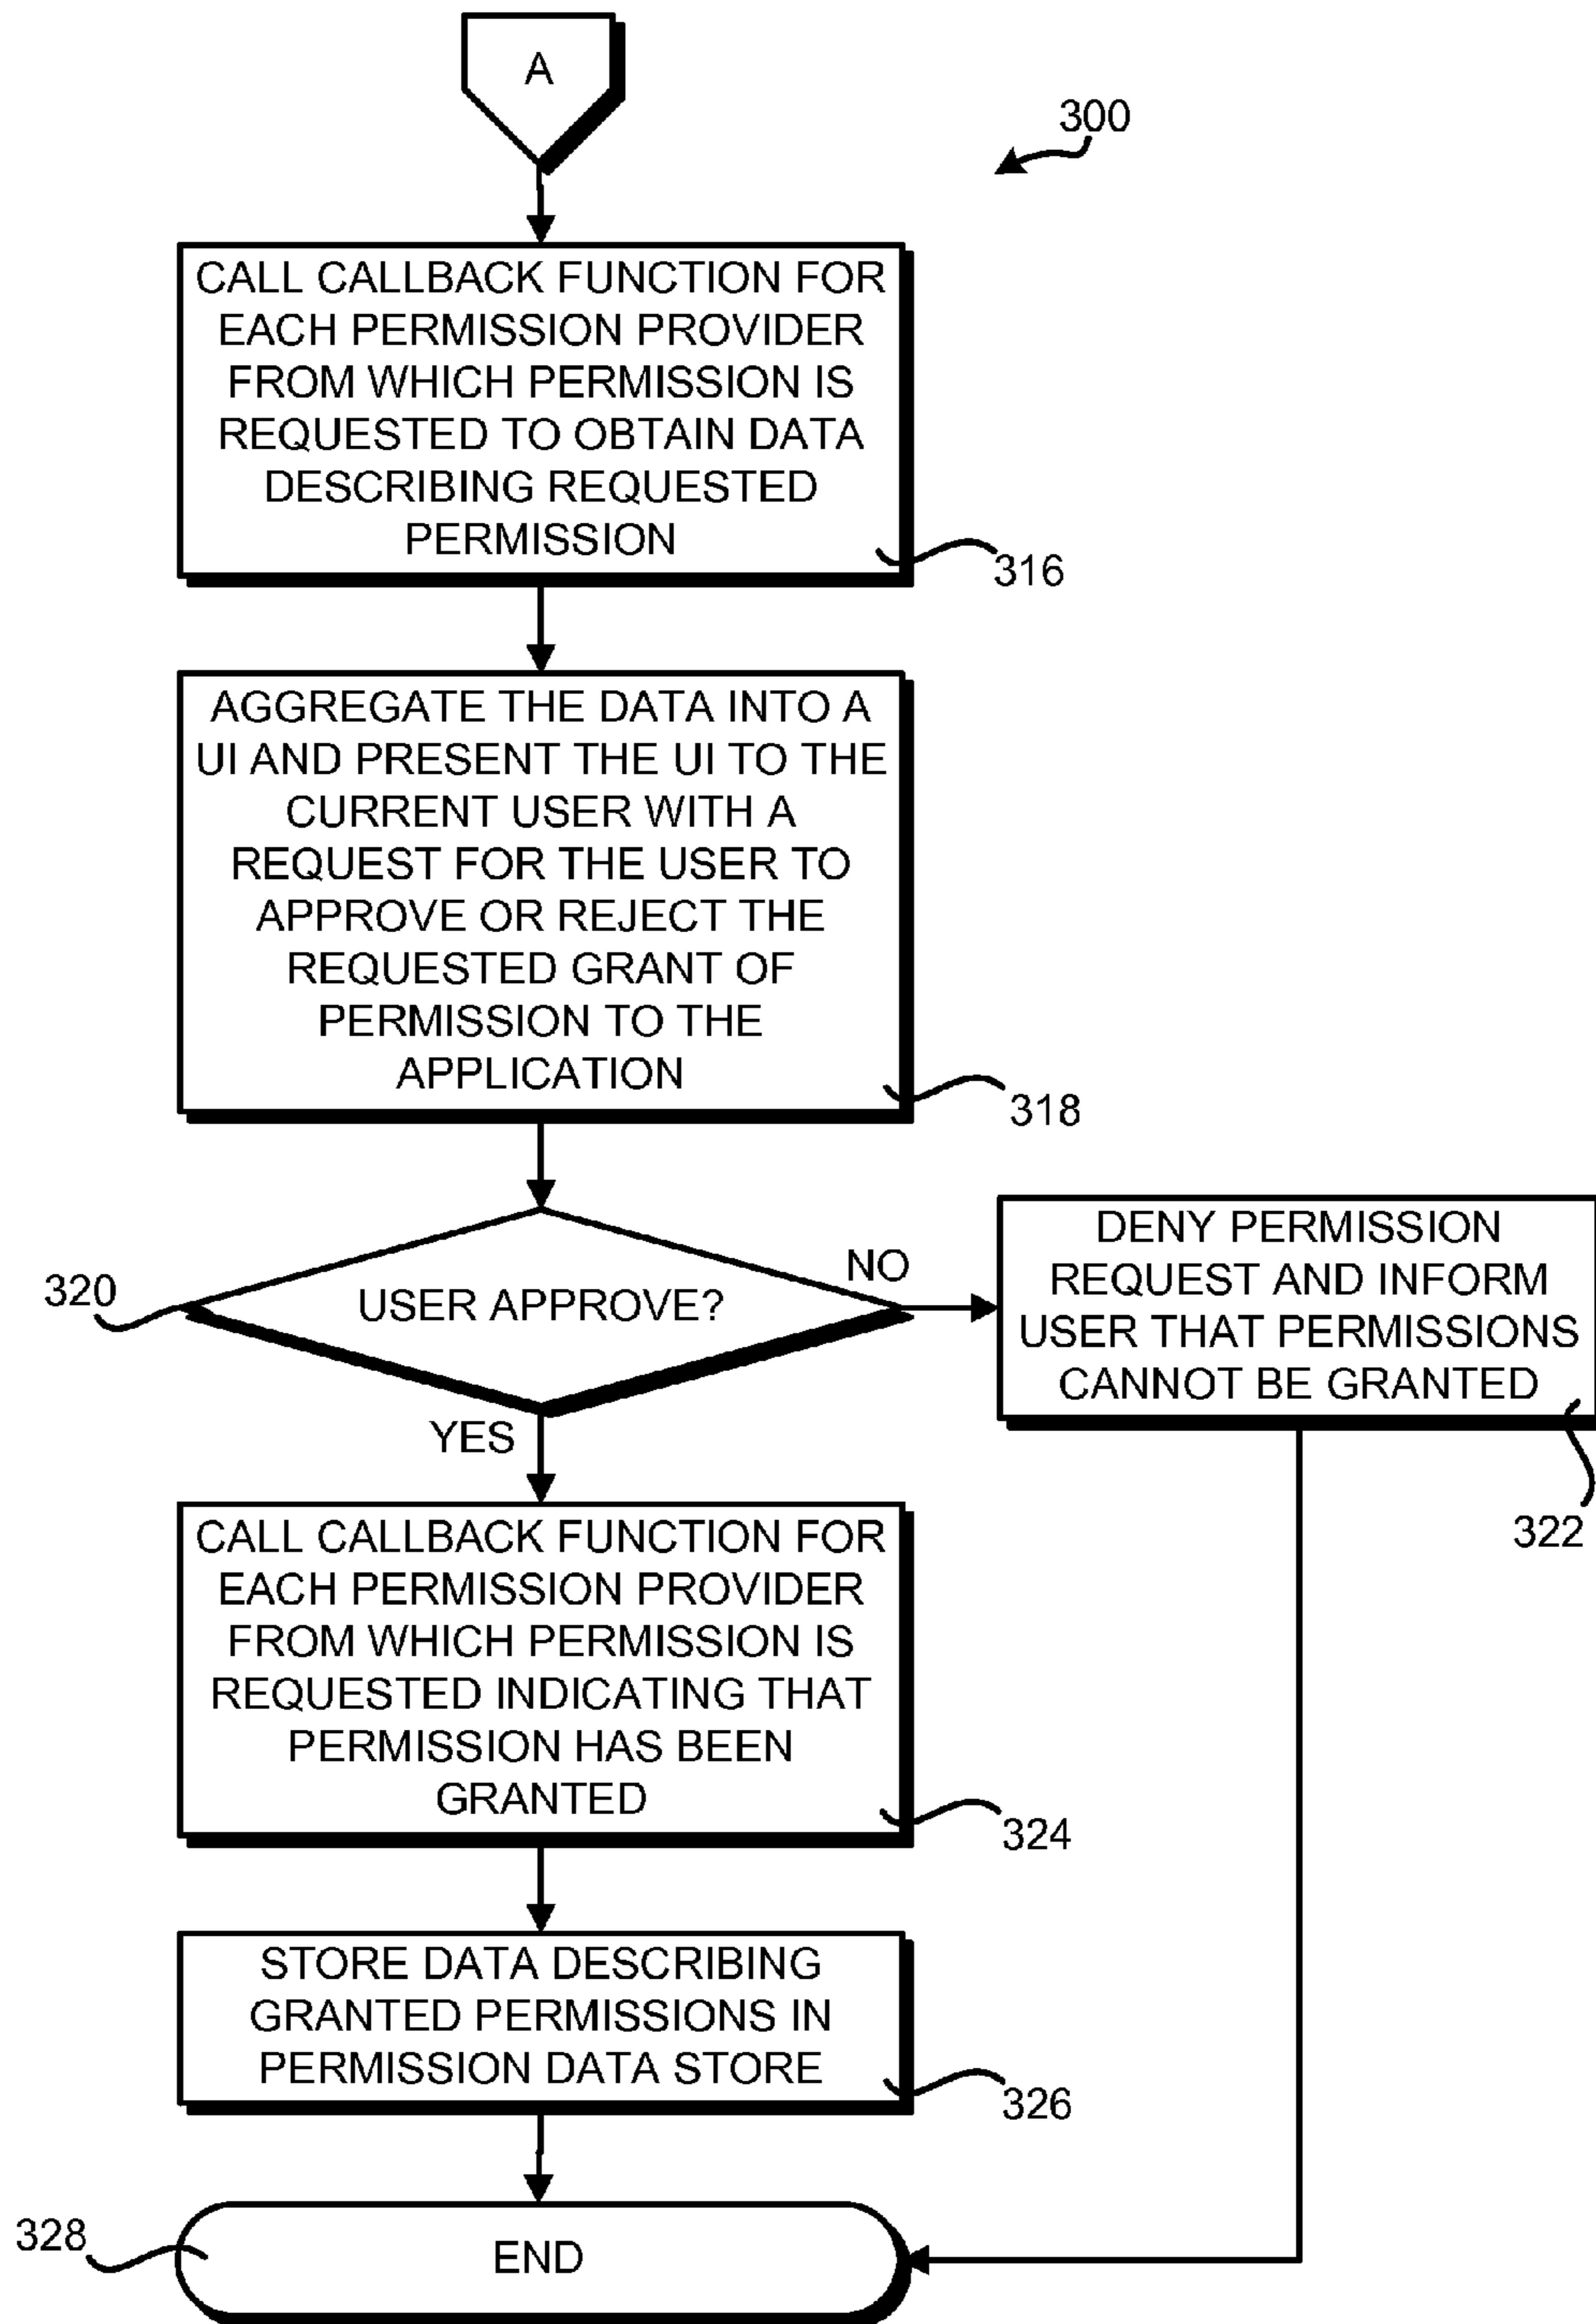 A
300
CALL CALLBACK FUNCTION FOR
EACH PERMISSION PROVIDER
FROM WHICH PERMISSION IS
REQUESTED TO OBTAIN DATA
DESCRIBING REQUESTED
PERMISSION
316
AGGREGATE THE DATA INTO A
UI AND PRESENT THE UI TO THE
CURRENT USER WITH A
REQUEST FOR THE USER TO
APPROVE OR REJECT THE
REQUESTED GRANT OF
PERMISSION TO THE
APPLICATION
318
320
USER APPROVE?
NO
DENY PERMISSION
REQUEST AND INFORM
USER THAT PERMISSIONS
CANNOT BE GRANTED
322
YES
CALL CALLBACK FUNCTION FOR
EACH PERMISSION PROVIDER
FROM WHICH PERMISSION IS
REQUESTED INDICATING THAT
PERMISSION HAS BEEN
GRANTED
324
STORE DATA DESCRIBING
GRANTED PERMISSIONS IN
PERMISSION DATA STORE
326
328
END